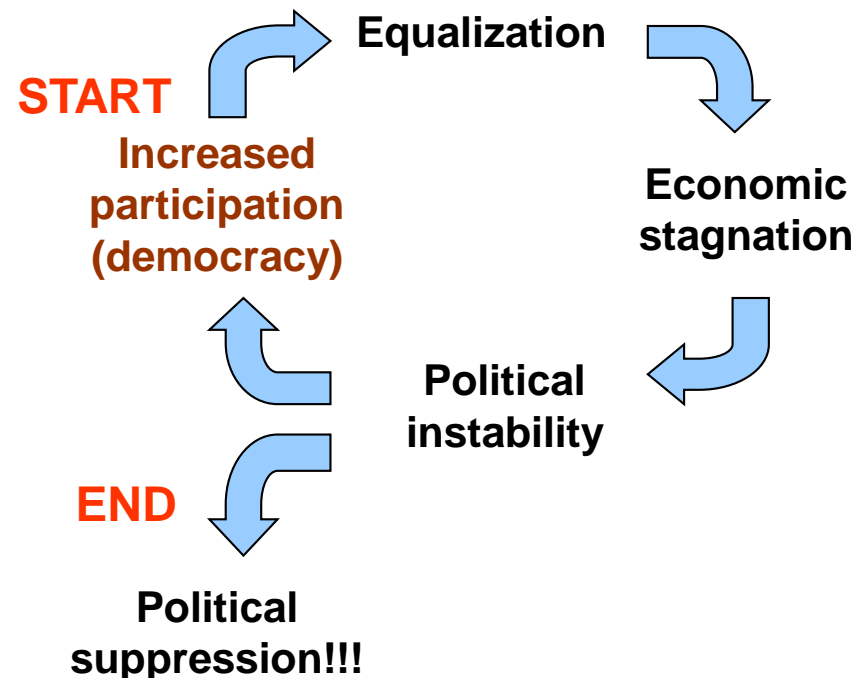 Equalization
START
Increased
participation
(democracy)
Economic
stagnation
Political
instability
END
Political
suppression!!!